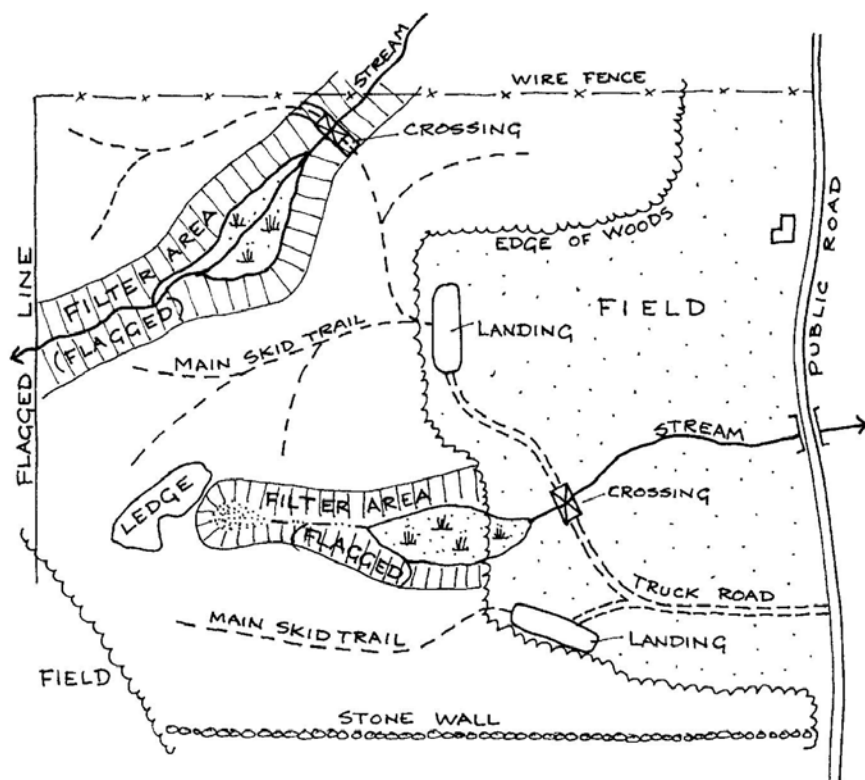 STREAM
WIRE FENCE
CROSSING
FILTER AREA
(FLAGGED)
EDGE OF WOODS
FIELD
PUBLIC ROAD
FLAGGED LINE
LANDING
MAIN SKID TRAIL
STREAM
LEDGE
FILTER AREA
FLAGGED
CROSSING
TRUCK ROAD
MAIN SKID TRAIL
LANDING
FIELD
STONE WALL